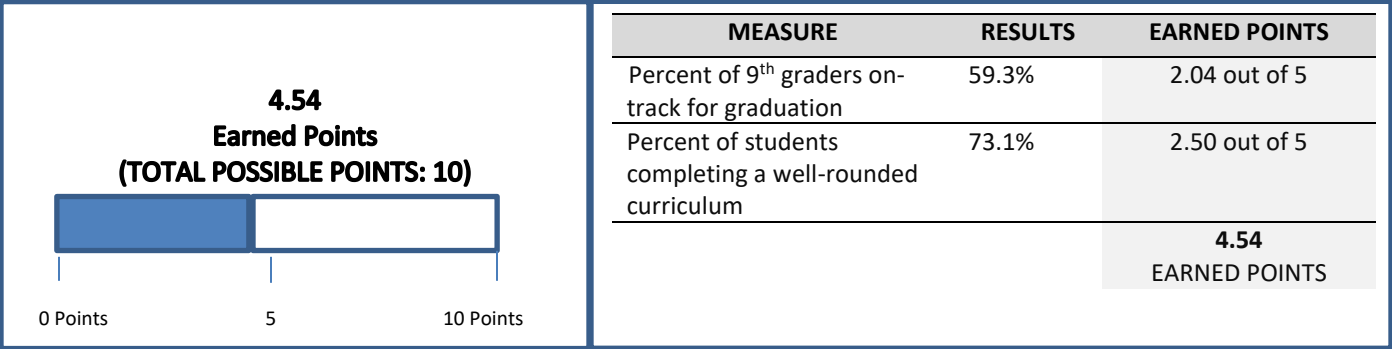 4.54
Earned Points
(TOTAL POSSIBLE POINTS: 10)
0 Points
5
10 Points
MEASURE RESULTS EARNED POINTS
Percent of 9th graders on- 59.3% 2.04 out of 5
track for graduation
Percent of students 73.1% 2.50 out of 5
completing a well-rounded
curriculum
4.54
EARNED POINTS